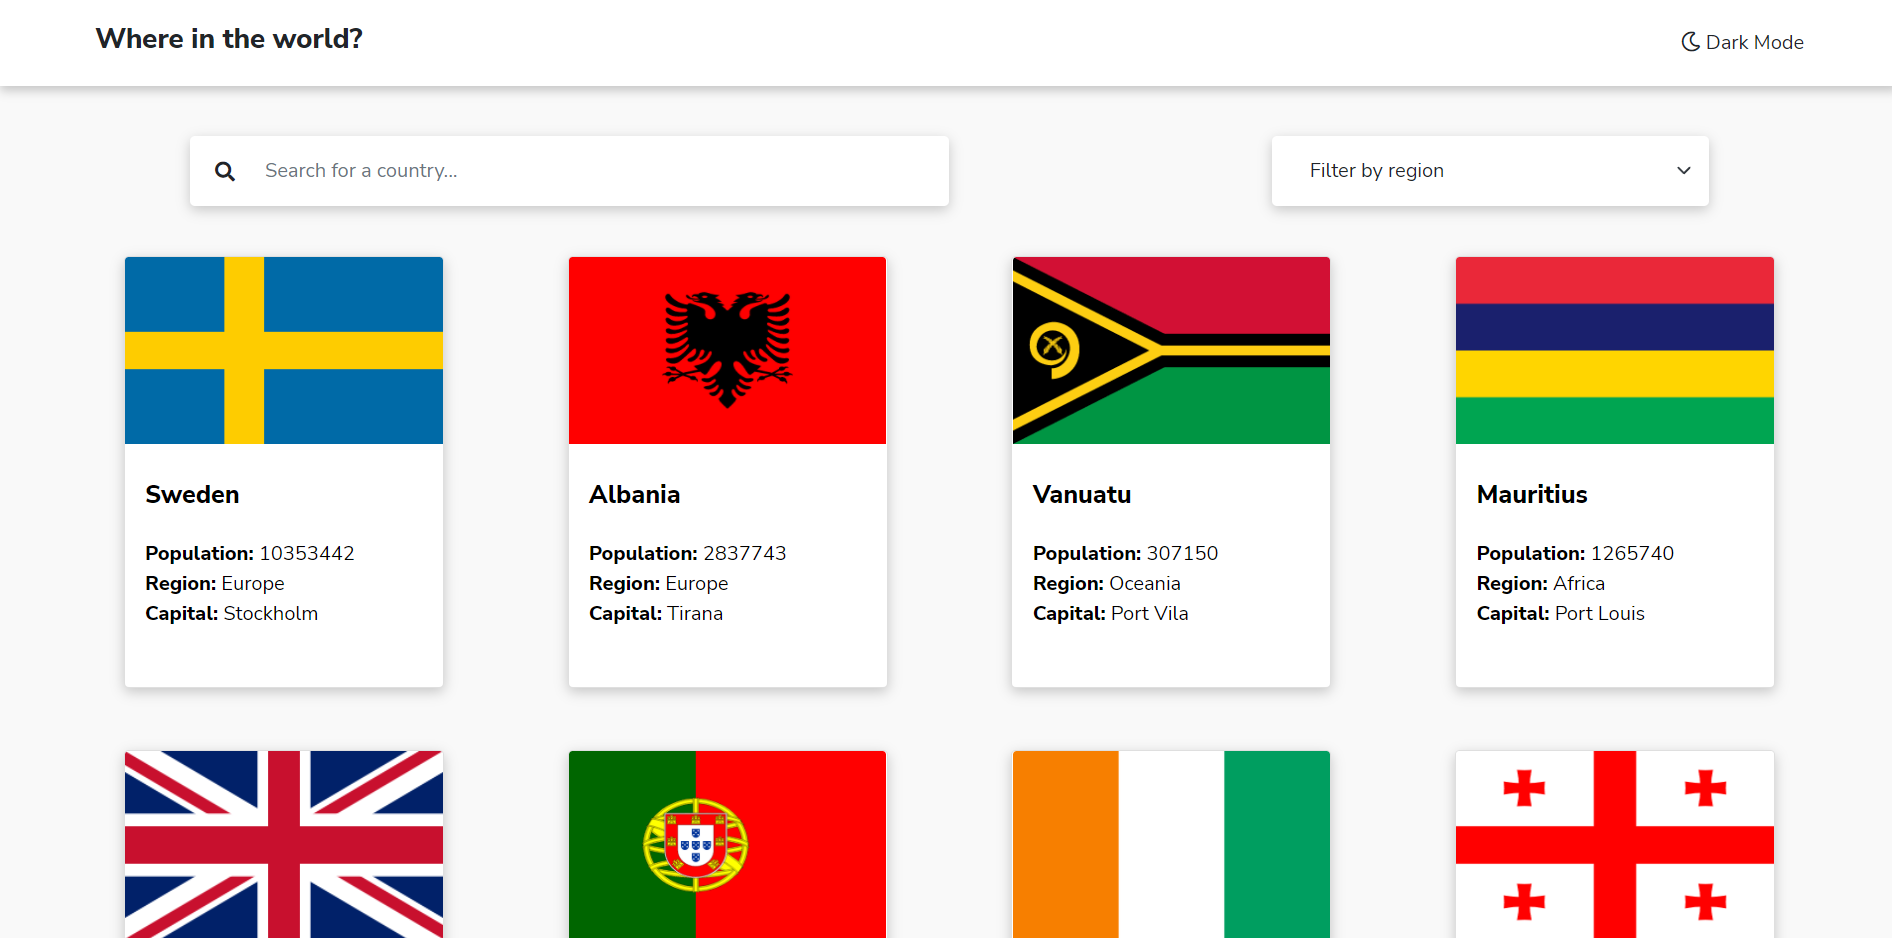 Where in the world?
Dark Mode
Search for a country...
Filter by region
Sweden
Population: 10353442
Region: Europe
Capital: Stockholm
Albania
Population: 2837743
Region: Europe
Capital: Tirana
Vanuatu
Population: 307150
Region: Oceania
Capital: Port Vila
Mauritius
Population: 1265740
Region: Africa
Capital: Port Louis